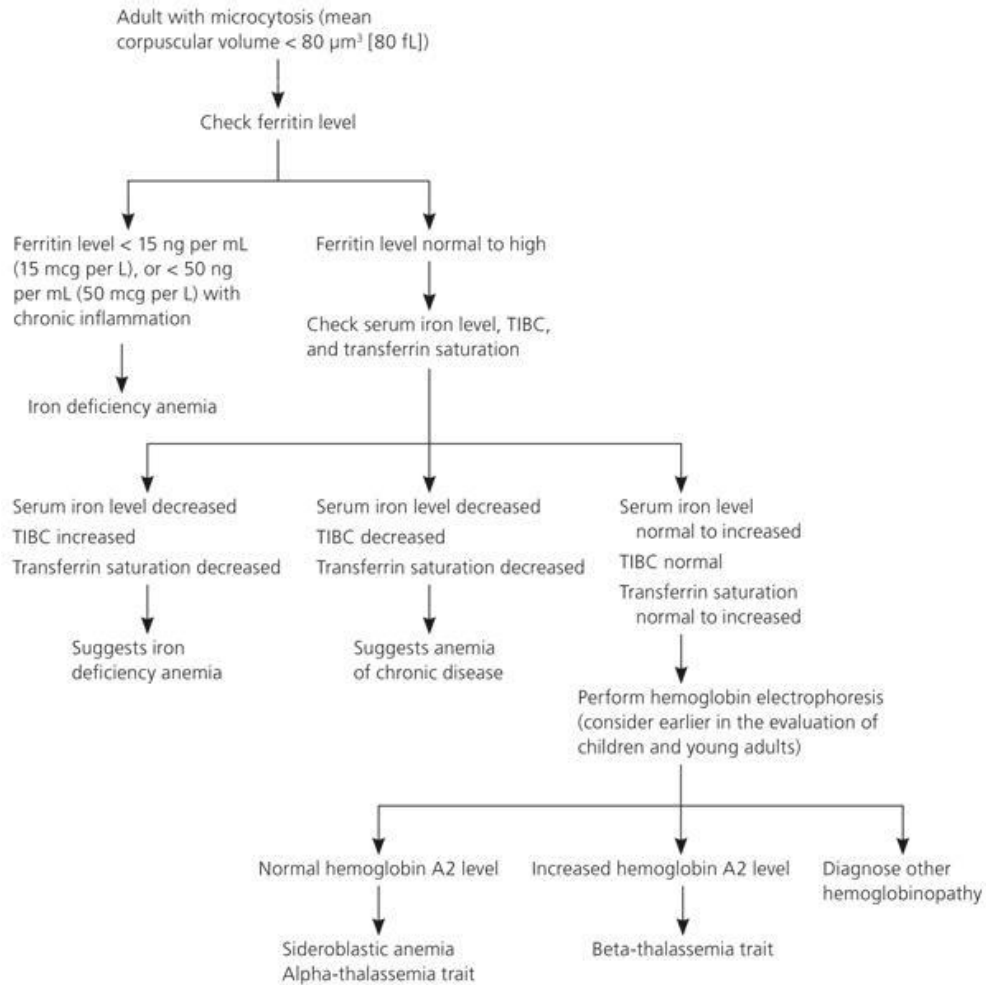 Adult with microcytosis (mean
corpuscular volume < 80 μm³ [80 fL])
Check ferritin level
Ferritin level < 15 ng per mL
(15 mcg per L), or < 50 ng
per mL (50 mcg per L) with
chronic inflammation
Iron deficiency anemia
Ferritin level normal to high
Check serum iron level, TIBC,
and transferrin saturation
Serum iron level decreased
TIBC increased
Transferrin saturation decreased
Suggests iron
deficiency anemia
Serum iron level decreased
TIBC decreased
Transferrin saturation decreased
Suggests anemia
of chronic disease
Serum iron level
normal to increased
TIBC normal
Transferrin saturation
normal to increased
Perform hemoglobin electrophoresis
(consider earlier in the evaluation of
children and young adults)
Normal hemoglobin A2 level
Sideroblastic anemia
Alpha-thalassemia trait
Increased hemoglobin A2 level
Beta-thalassemia trait
Diagnose other
hemoglobinopathy